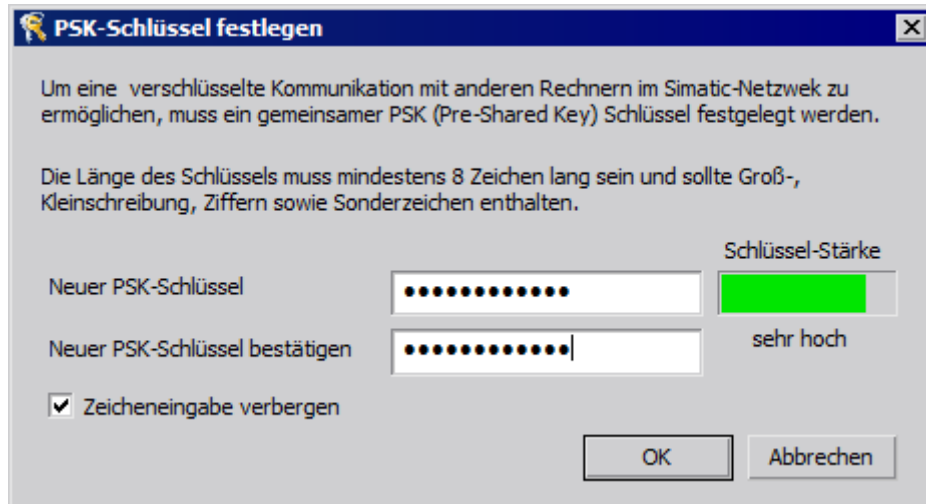 PSK-Schlüssel festlegen
Um eine  verschlüsselte Kommunikation mit anderen Rechnern im Simatic-Netzwek zu
ermöglichen, muss ein gemeinsamer PSK (Pre-Shared Key) Schlüssel festgelegt werden.
Die Länge des Schlüssels muss mindestens 8 Zeichen lang sein und sollte Groß-,
Kleinschreibung, Ziffern sowie Sonderzeichen enthalten.
Schlüssel-Stärke
Neuer PSK-Schlüssel ●●●●●●●●●●●●
Neuer PSK-Schlüssel bestätigen ●●●●●●●●●●●●
sehr hoch
Zeicheneingabe verbergen
OK Abbrechen